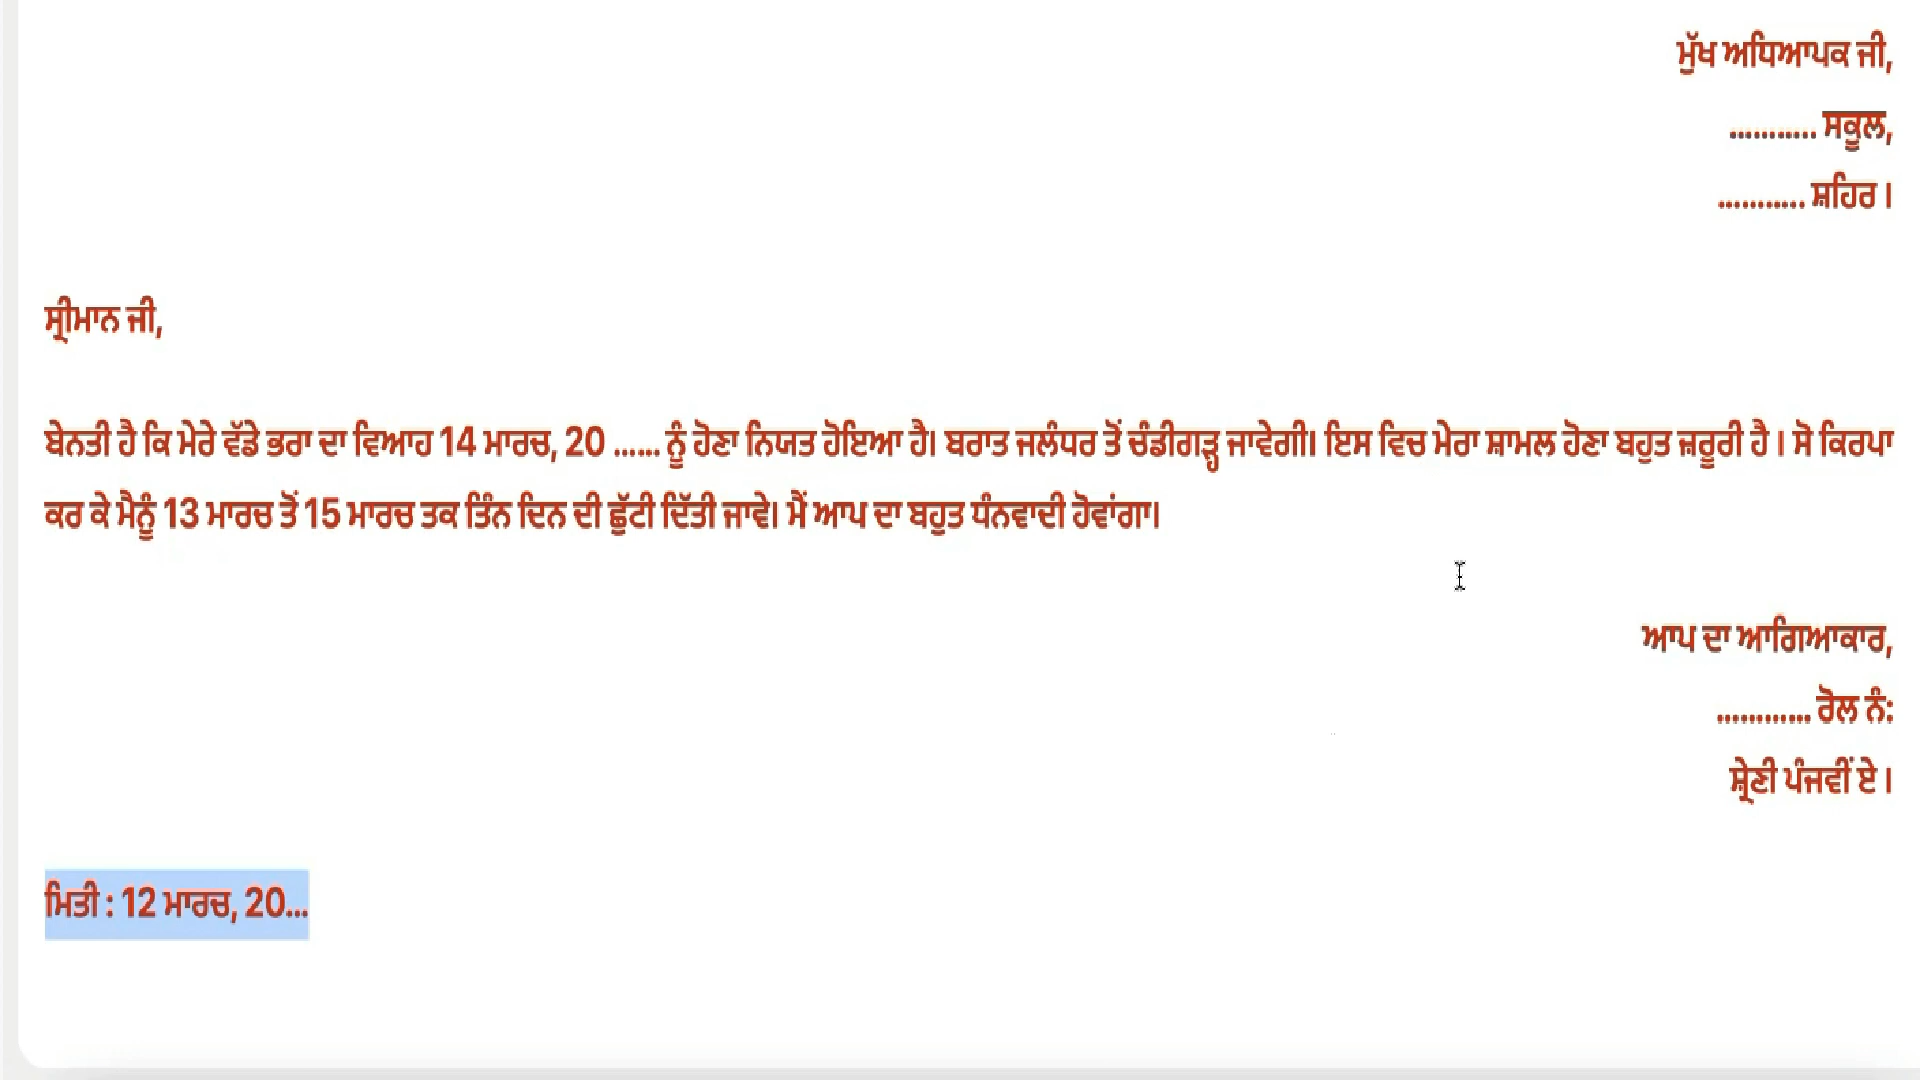 ਮੁੱਖ ਅਧਿਆਪਕ ਜੀ,
........... ਸਕੂਲ,
........... ਸ਼ਹਿਰ ।
ਸ੍ਰੀਮਾਨ ਜੀ,
ਬੇਨਤੀ ਹੈ ਕਿ ਮੇਰੇ ਵੱਡੇ ਭਰਾ ਦਾ ਵਿਆਹ 14 ਮਾਰਚ, 20 ...... ਨੂੰ ਹੋਣਾ ਨਿਯਤ ਹੋਇਆ ਹੈ। ਬਰਾਤ ਜਲੰਧਰ ਤੋਂ ਚੰਡੀਗੜ੍ਹ ਜਾਵੇਗੀ। ਇਸ ਵਿਚ ਮੇਰਾ ਸ਼ਾਮਲ ਹੋਣਾ ਬਹੁਤ ਜ਼ਰੂਰੀ ਹੈ । ਸੋ ਕਿਰਪਾ
ਕਰ ਕੇ ਮੈਨੂੰ 13 ਮਾਰਚ ਤੋਂ 15 ਮਾਰਚ ਤਕ ਤਿੰਨ ਦਿਨ ਦੀ ਛੁੱਟੀ ਦਿੱਤੀ ਜਾਵੇ। ਮੈਂ ਆਪ ਦਾ ਬਹੁਤ ਧੰਨਵਾਦੀ ਹੋਵਾਂਗਾ।
ਆਪ ਦਾ ਆਗਿਆਕਾਰ,
............ ਰੋਲ ਨੰ:
ਸ਼੍ਰੇਣੀ ਪੰਜਵੀਂ ਏ ।
ਮਿਤੀ : 12 ਮਾਰਚ, 20...